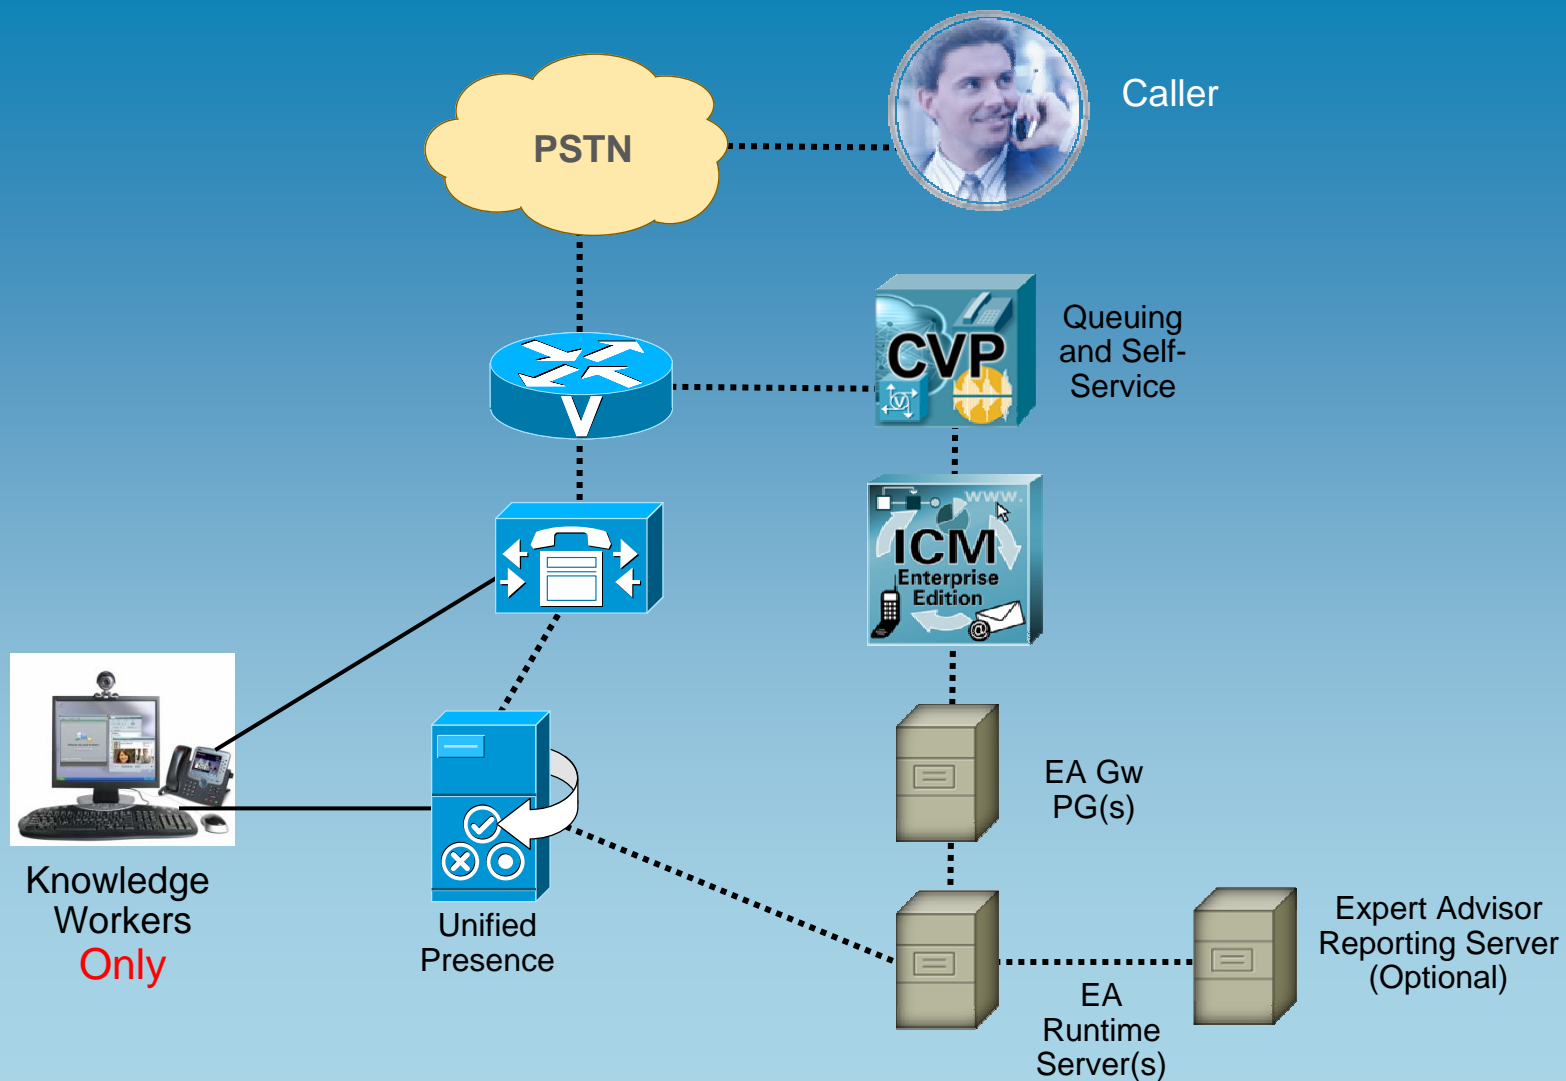 Caller
PSTN
CVP
V
Queuing
and Self-
Service
V
www.
ICM
Enterprise
Edition
@
EA Gw
PG(s)
Knowledge
Workers
Only
Unified
Presence
Expert Advisor
Reporting Server
(Optional)
EA
Runtime
Server(s)